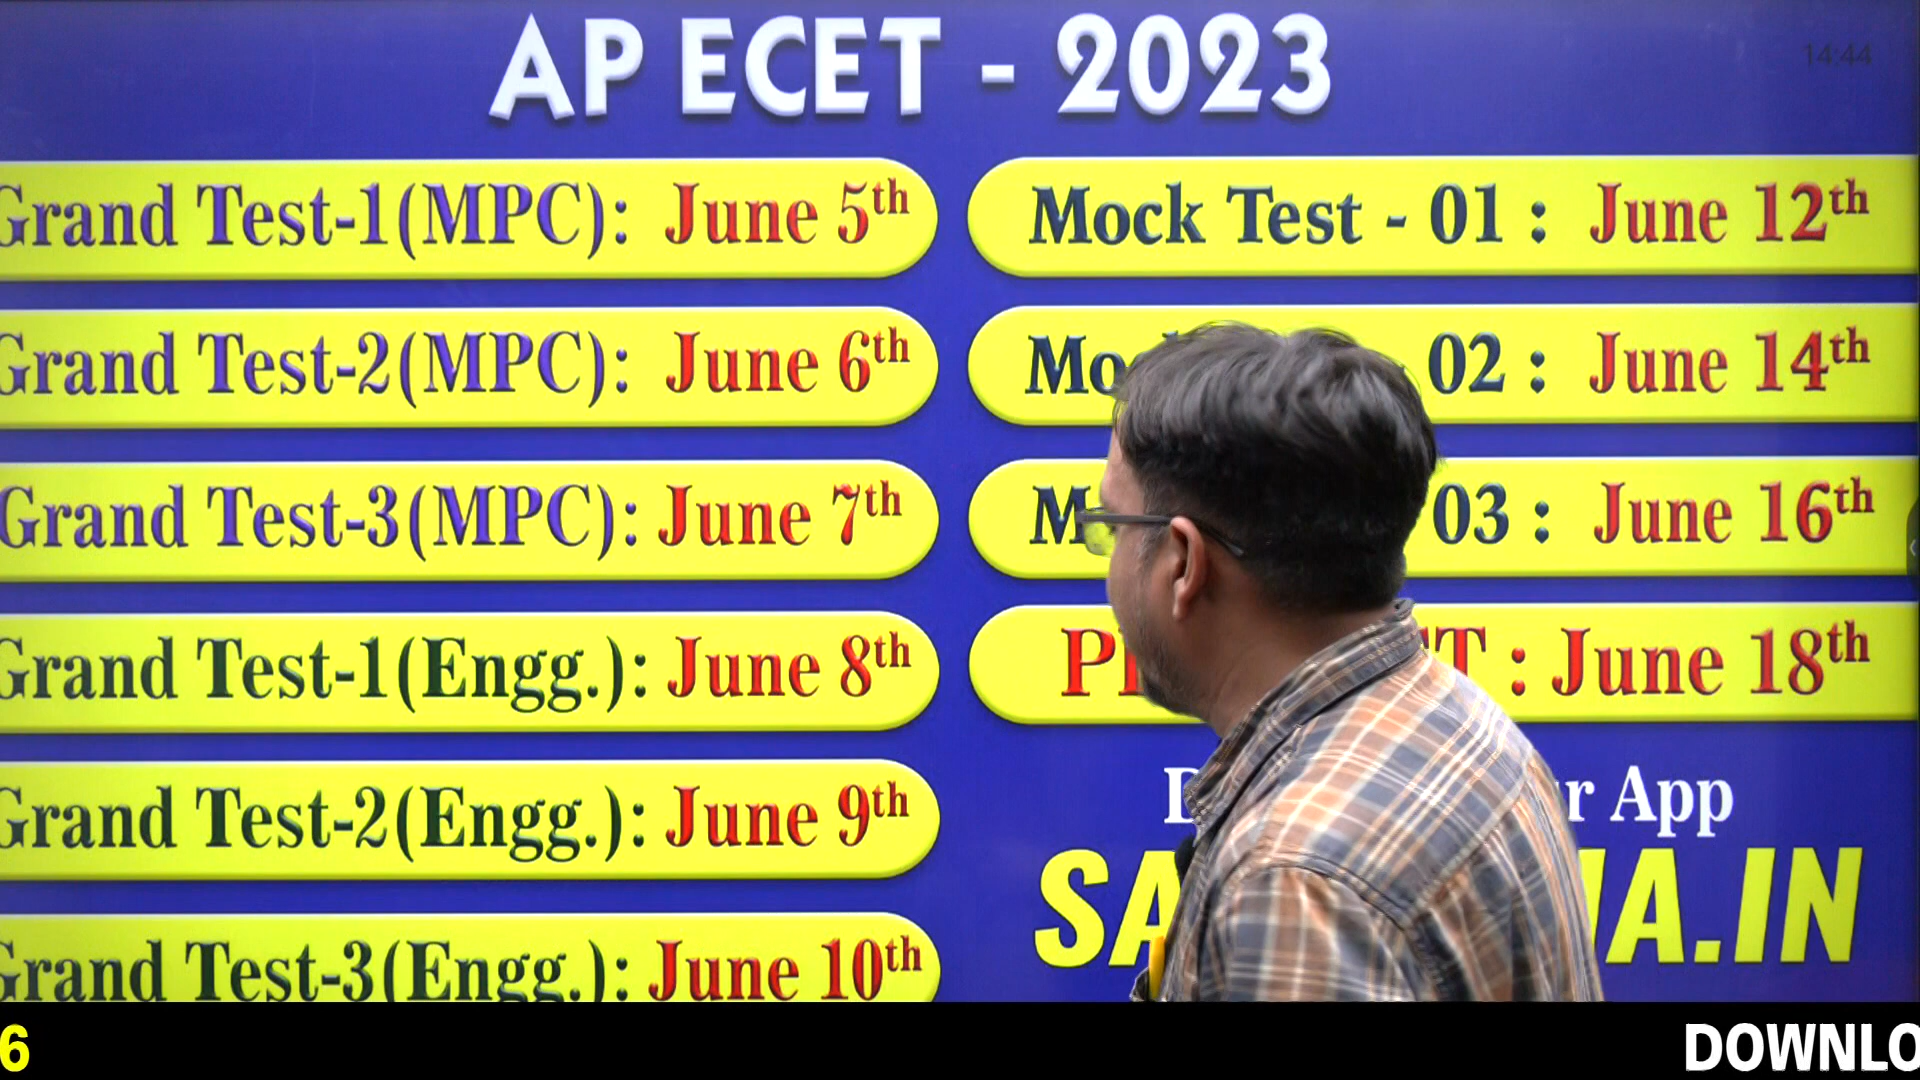 AP ECET - 2023
14:44
Grand Test-1(MPC): June 5th
Grand Test-2(MPC): June 6th
Grand Test-3(MPC): June 7th
Grand Test-1(Engg.): June 8th
Grand Test-2(Engg.): June 9th
Grand Test-3(Engg.): June 10th
Mock Test - 01 : June 12th
02 : June 14th
03 : June 16th
: June 18th
App
.IN
6